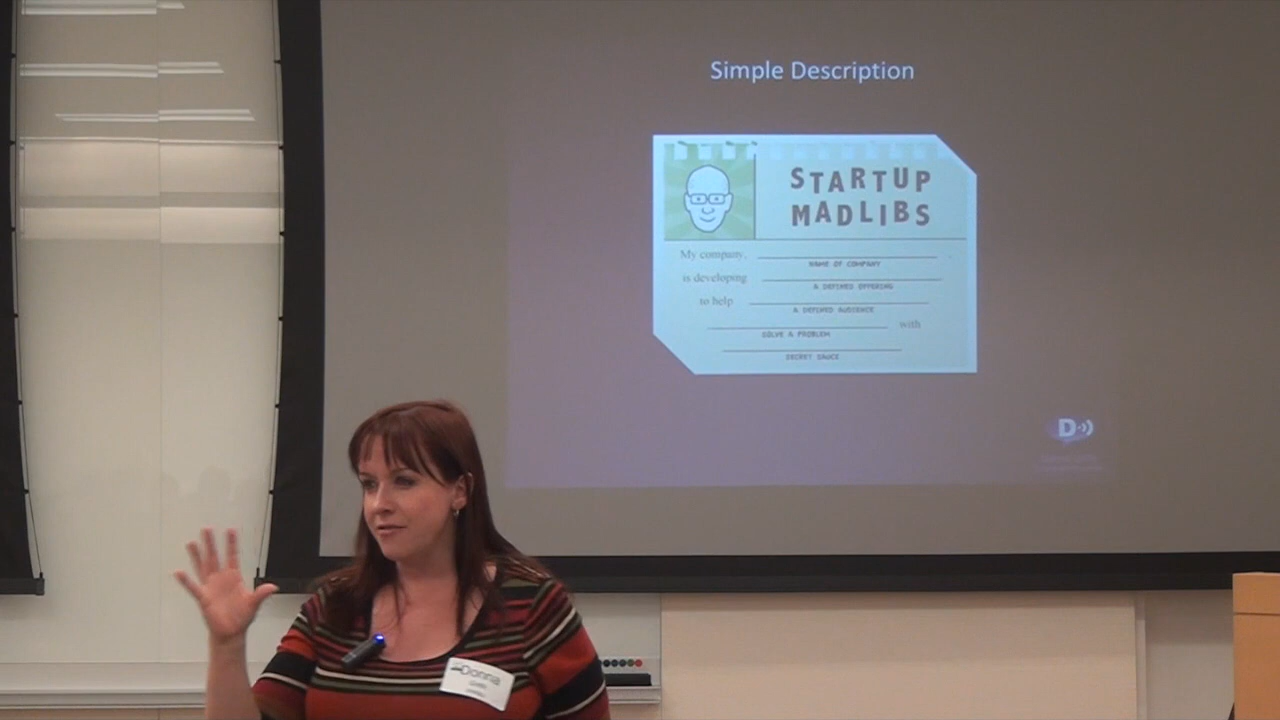 Simple Description
STARTUP
MADLIBS
My company,
NAME OF COMPANY
is developing
A DEFINED OFFERING
to help
A DEFINED AUDIENCE
with
SOLVE A PROBLEM
SECRET SAUCE
D
Donna